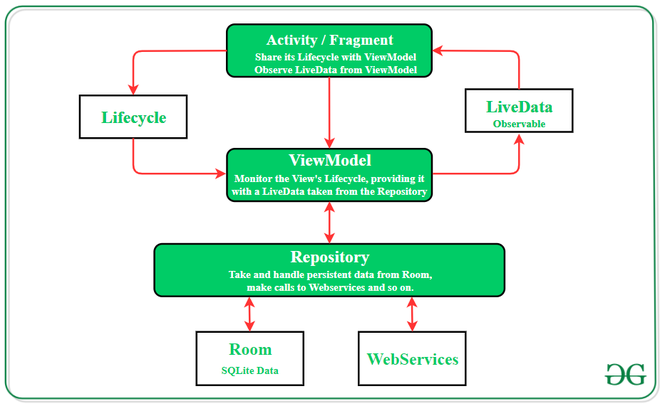 Activity / Fragment
Share its Lifecycle with ViewModel
Observe LiveData from ViewModel
Lifecycle
LiveData
Observable
ViewModel
Monitor the View's Lifecycle, providing it
with a LiveData taken from the Repository
Repository
Take and handle persistent data from Room,
make calls to Webservices and so on.
Room
SQLite Data
WebServices